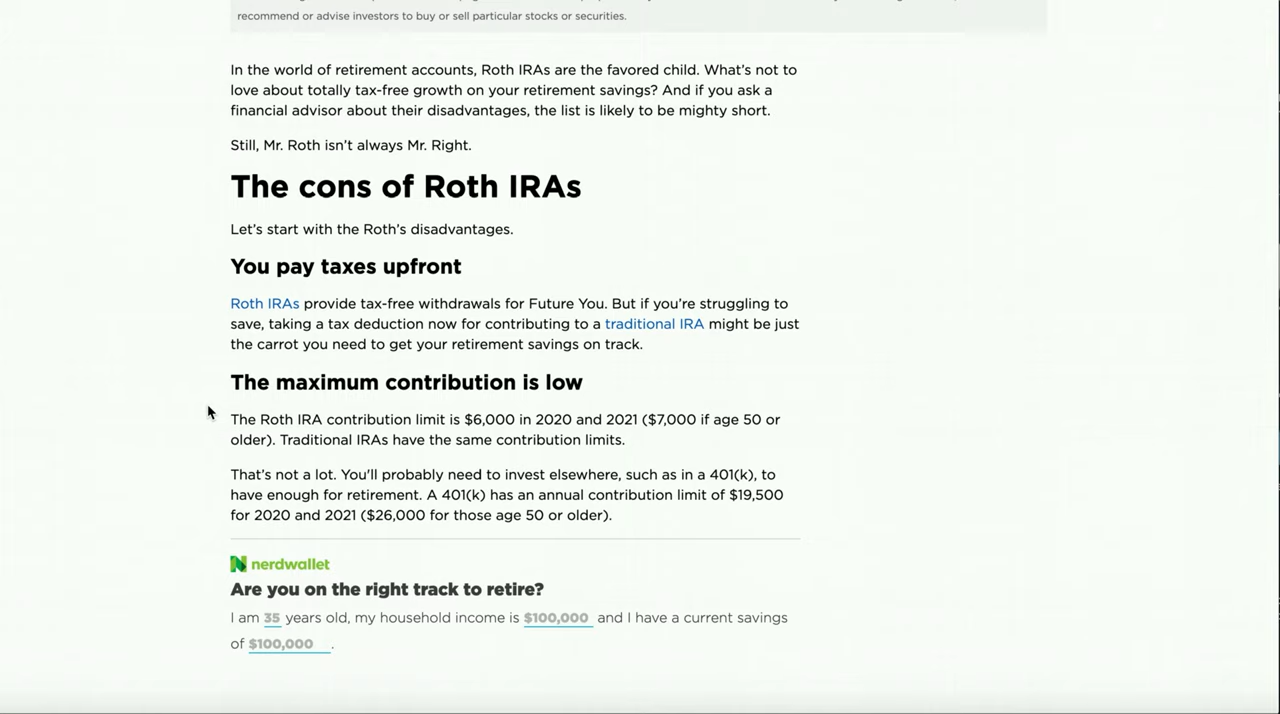 recommend or advise investors to buy or sell particular stocks or securities.
In the world of retirement accounts, Roth IRAs are the favored child. What’s not to
love about totally tax-free growth on your retirement savings? And if you ask a
financial advisor about their disadvantages, the list is likely to be mighty short.
Still, Mr. Roth isn’t always Mr. Right.
The cons of Roth IRAs
Let’s start with the Roth’s disadvantages.
You pay taxes upfront
Roth IRAs provide tax-free withdrawals for Future You. But if you’re struggling to
save, taking a tax deduction now for contributing to a traditional IRA might be just
the carrot you need to get your retirement savings on track.
The maximum contribution is low
The Roth IRA contribution limit is $6,000 in 2020 and 2021 ($7,000 if age 50 or
older). Traditional IRAs have the same contribution limits.
That’s not a lot. You’ll probably need to invest elsewhere, such as in a 401(k), to
have enough for retirement. A 401(k) has an annual contribution limit of $19,500
for 2020 and 2021 ($26,000 for those age 50 or older).
nerdwallet
Are you on the right track to retire?
I am 35 years old, my household income is $100,000 and I have a current savings
of $100,000 .